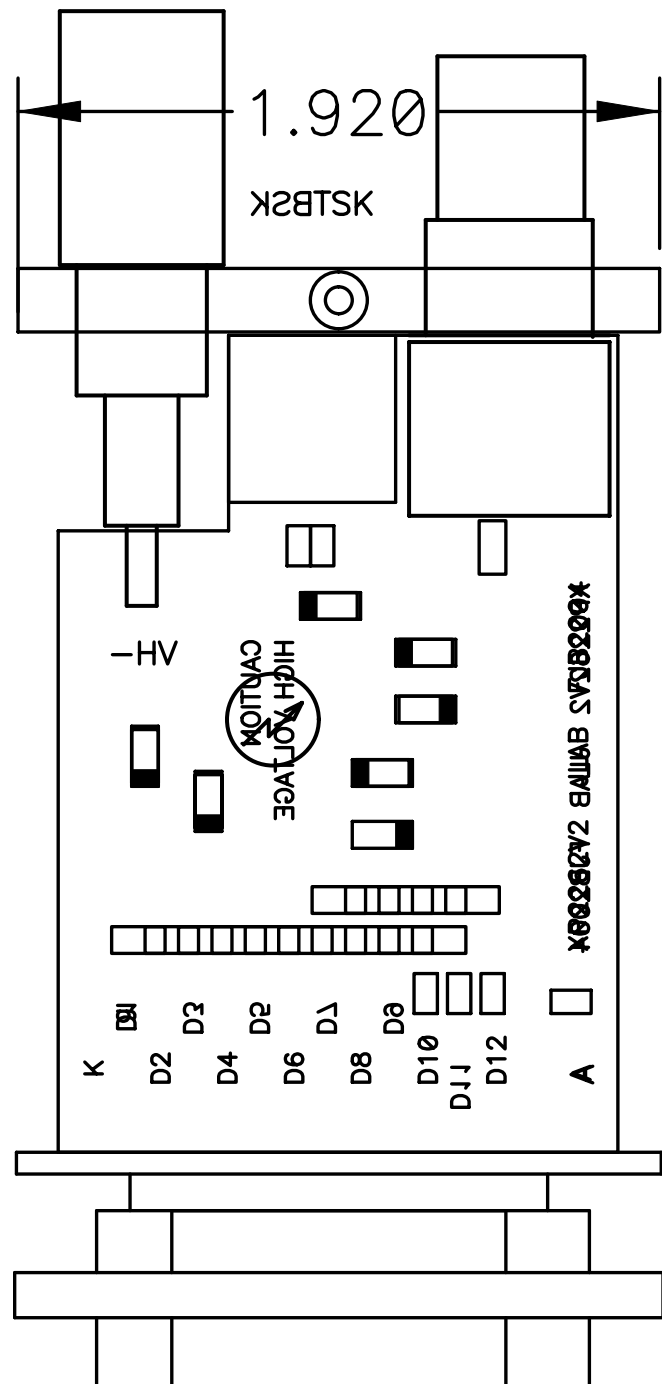 1.920
KSTBSK
-HV
HIGH VOLTAGE
CAUTION
D3
D5
D7
D9
K
D2
D4
D6
D8
D10
D11
D12
A